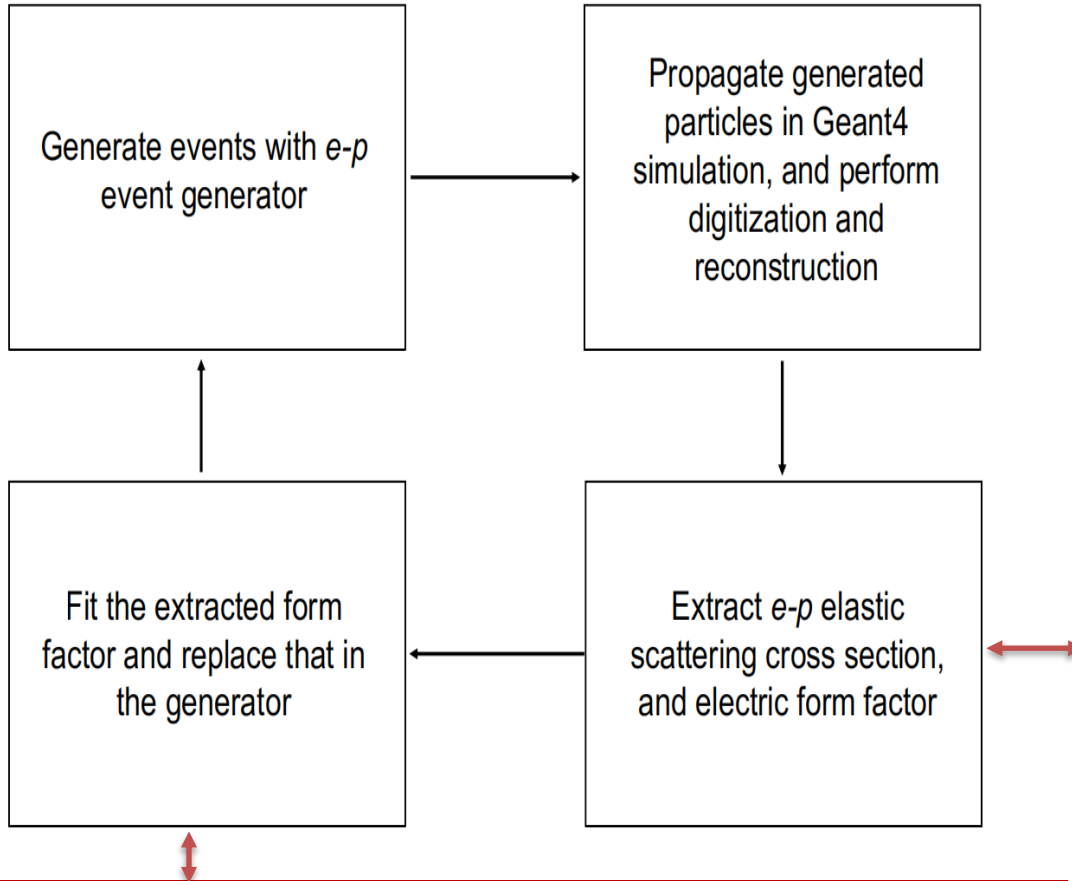 Generate events with e-p
event generator
Propagate generated
particles in Geant4
simulation, and perform
digitization and
reconstruction
Fit the extracted form
factor and replace that in
the generator
Extract e-p elastic
scattering cross section,
and electric form factor